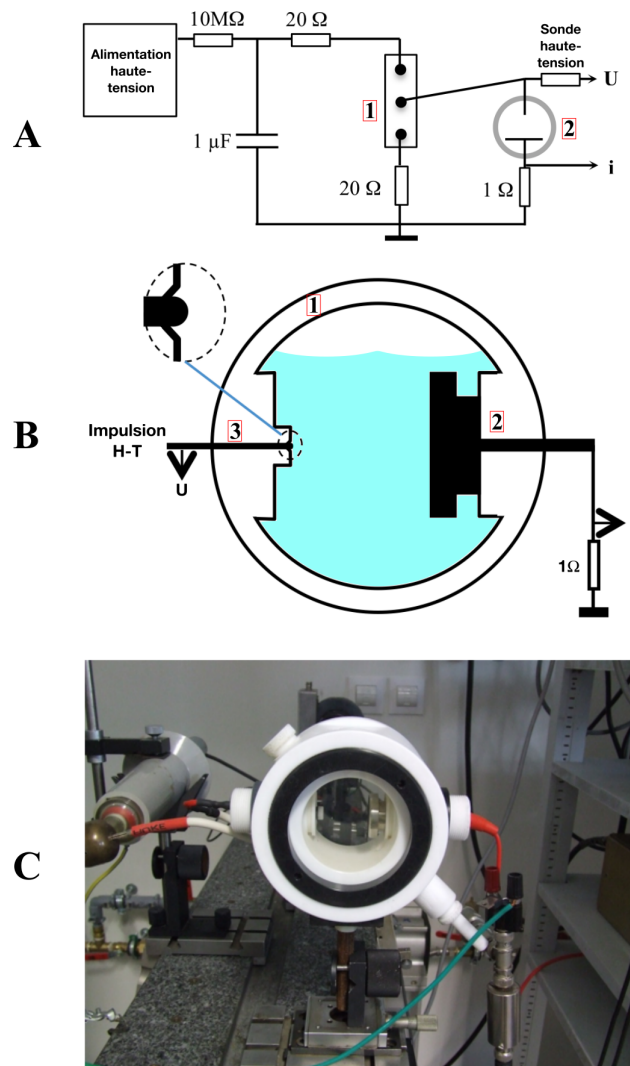 10MΩ
20 Ω
Alimentation
haute-
tension
Sonde
haute-
tension
U
1
2
A
1 µF
i
20 Ω
1 Ω
1
B
3
2
Impulsion
H-T
U
1Ω
C